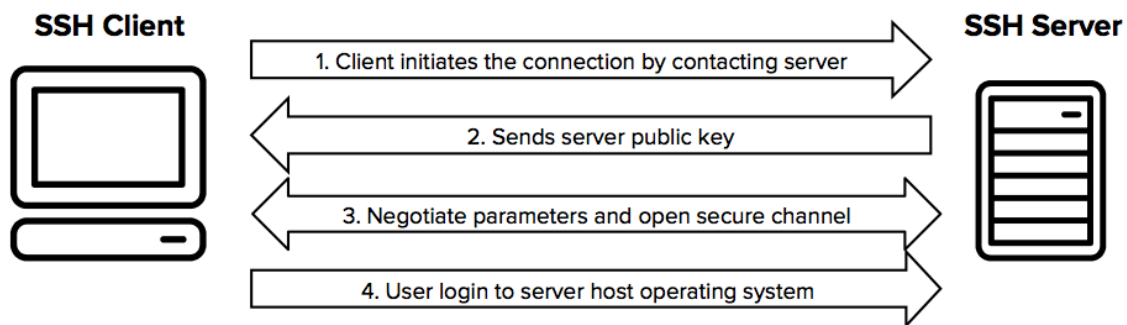 SSH Client
SSH Server
1. Client initiates the connection by contacting server
2. Sends server public key
3. Negotiate parameters and open secure channel
4. User login to server host operating system